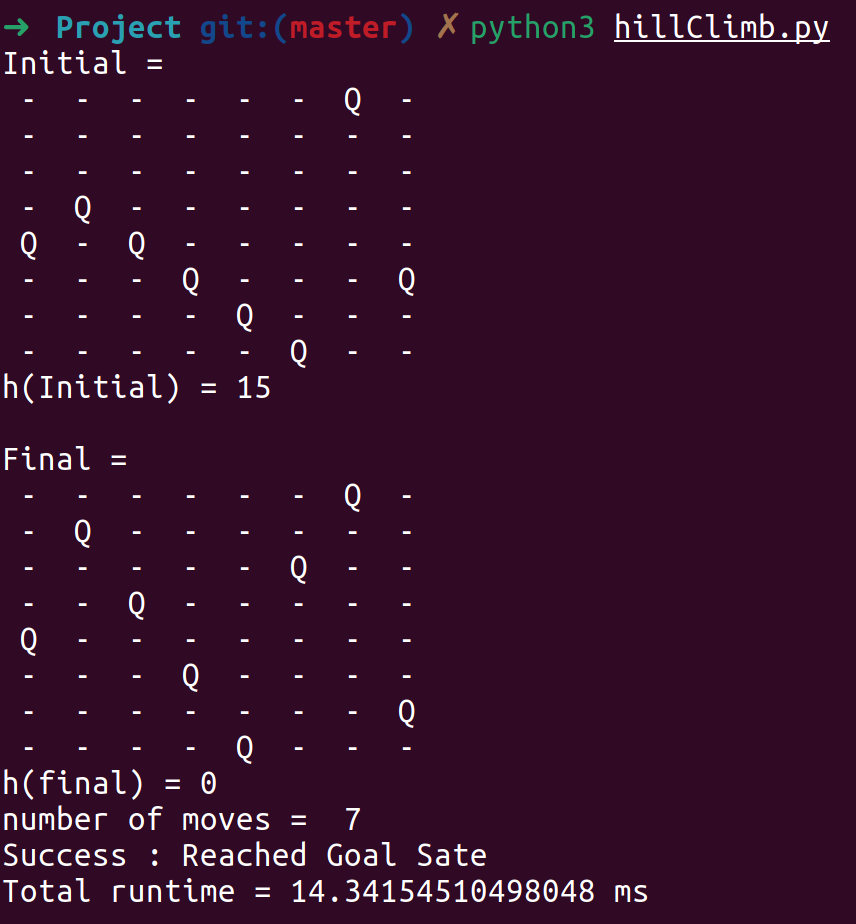 ➜ Project git:(master) ✗ python3 hillClimb.py
Initial =
- - - - - - Q -
- - - - - - - -
- - - - - - - -
- Q - - - - - -
Q - Q - - - - -
- - - Q - - - Q
- - - - Q - - -
- - - - - Q - -
h(Initial) = 15
Final =
- - - - - - Q -
- Q - - - - - -
- - - - - Q - -
- - Q - - - - -
Q - - - - - - -
- - - Q - - - -
- - - - - - - Q
- - - - Q - - -
h(final) = 0
number of moves =  7
Success : Reached Goal Sate
Total runtime = 14.34154510498048 ms